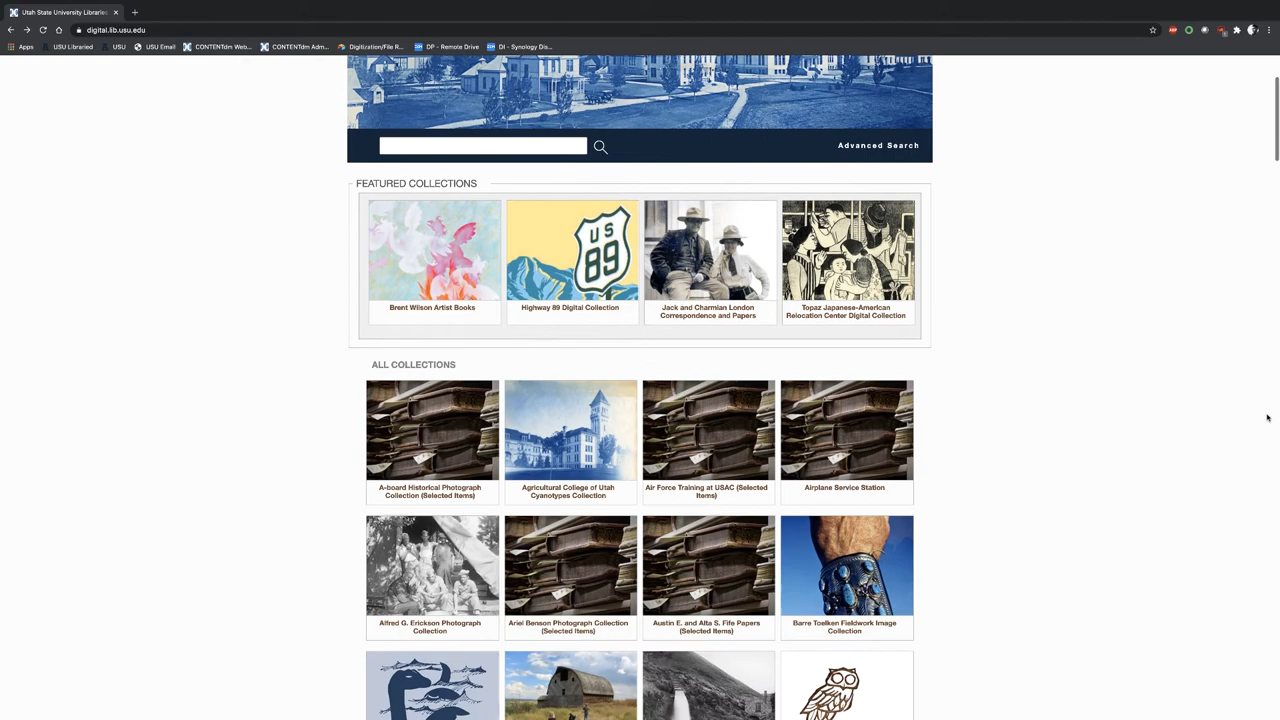 Utah State University Libraries
digital.lib.usu.edu
Apps
USU Libraried
USU
USU Email
CONTENTdm Web...
CONTENTdm Adm...
Digitization/File R...
DP - Remote Drive
DI - Synology Dis...
Advanced Search
FEATURED COLLECTIONS
US
89
Brent Wilson Artist Books
Highway 89 Digital Collection
Jack and Charmian London
Correspondence and Papers
Topaz Japanese-American
Relocation Center Digital Collection
ALL COLLECTIONS
A-board Historical Photograph
Collection (Selected Items)
Agricultural College of Utah
Cyanotypes Collection
Air Force Training at USAC (Selected
Items)
Airplane Service Station
Alfred G. Erickson Photograph
Collection
Ariel Benson Photograph Collection
(Selected Items)
Austin E. and Alta S. Fife Papers
(Selected Items)
Barre Toelken Fieldwork Image
Collection